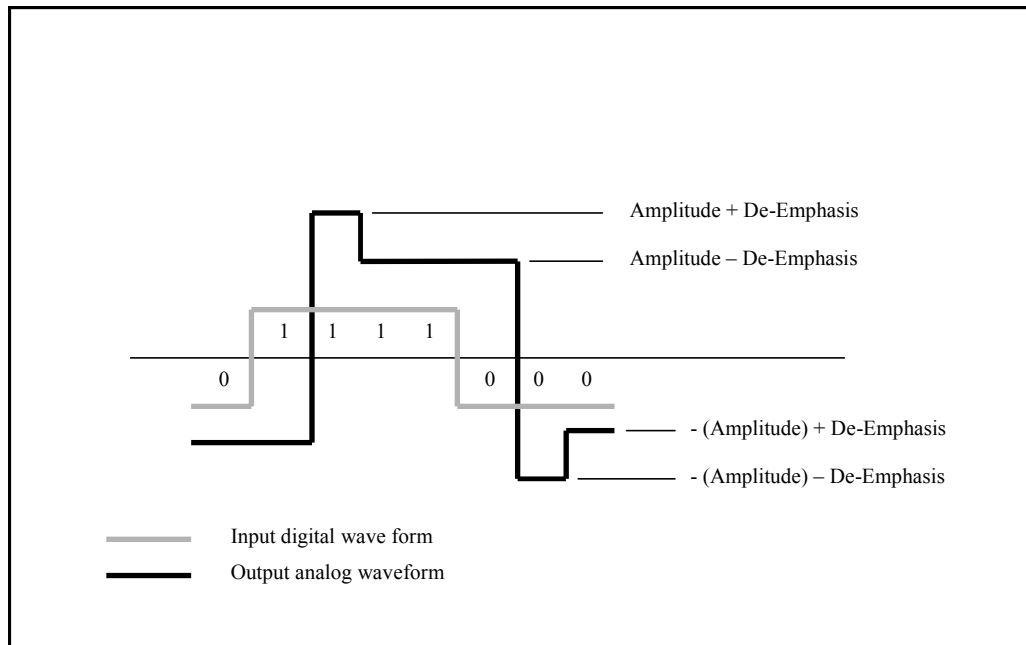 Amplitude + De-Emphasis
Amplitude – De-Emphasis
1 1 1 1
0 0 0 0
- (Amplitude) + De-Emphasis
- (Amplitude) – De-Emphasis
Input digital wave form
Output analog waveform